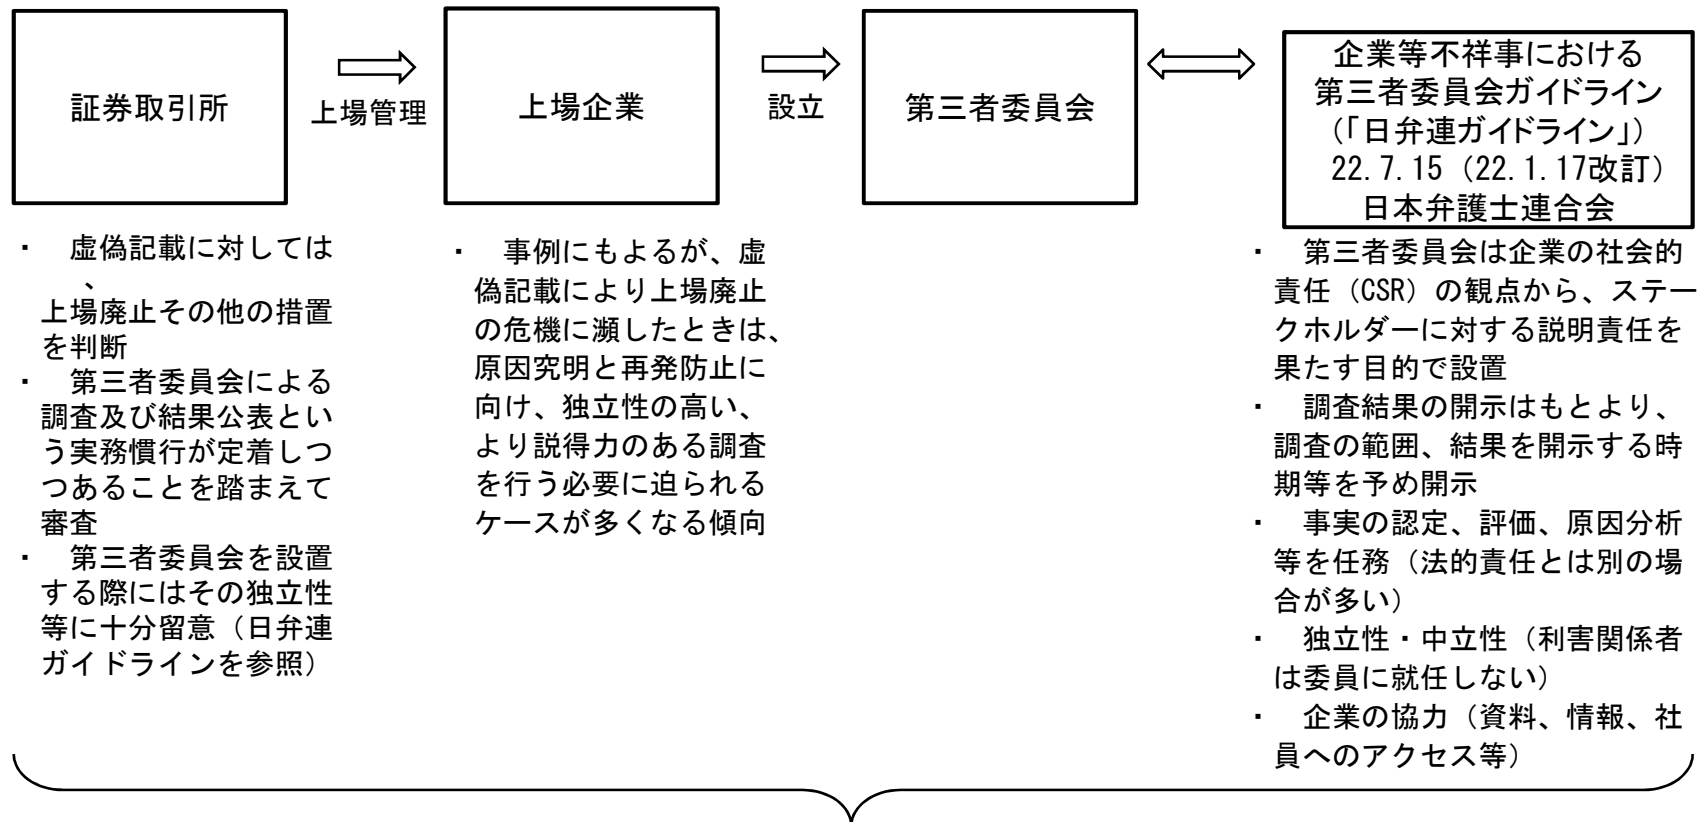 証券取引所
上場管理
上場企業
設立
第三者委員会
企業等不祥事における
第三者委員会ガイドライン
(「日弁連ガイドライン」)
22.7.15（22.1.17改訂）
日本弁護士連合会
・　虚偽記載に対しては
、
上場廃止その他の措置
を判断
・　第三者委員会による
調査及び結果公表とい
う実務慣行が定着しつ
つあることを踏まえて
審査
・　第三者委員会を設置
する際にはその独立性
等に十分留意（日弁連
ガイドラインを参照）
・　事例にもよるが、虚
偽記載により上場廃止
の危機に瀕したときは、
原因究明と再発防止に
向け、独立性の高い、
より説得力のある調査
を行う必要に迫られる
ケースが多くなる傾向
・　第三者委員会は企業の社会的
責任（CSR）の観点から、ステー
クホルダーに対する説明責任を
果たす目的で設置
・　調査結果の開示はもとより、
調査の範囲、結果を開示する時
期等を予め開示
・　事実の認定、評価、原因分析
等を任務（法的責任とは別の場
合が多い）
・　独立性・中立性（利害関係者
は委員に就任しない）
・　企業の協力（資料、情報、社
員へのアクセス等）